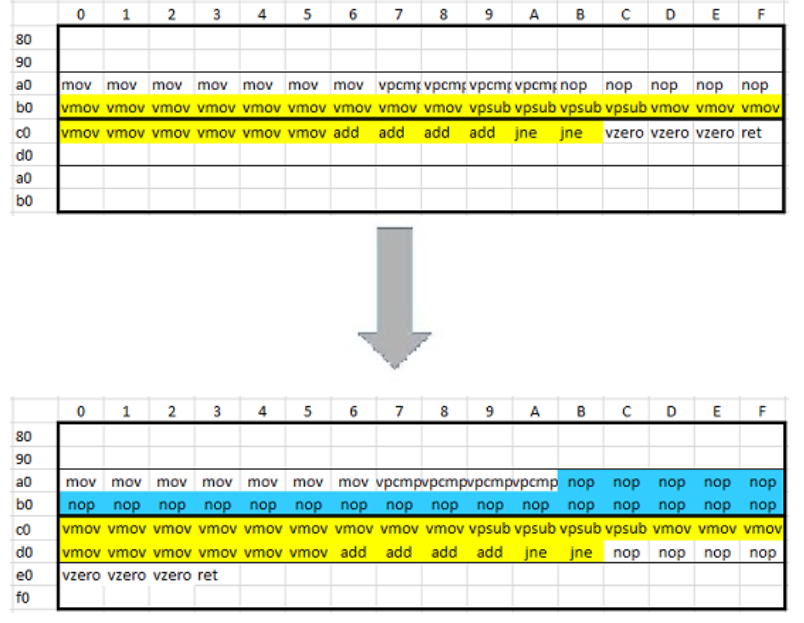 0 1 2 3 4 5 6 7 8 9 A B C D E F
80
90
a0 mov mov mov mov mov mov mov vpcmp vpcmp vpcmp vpcmp nop nop nop nop nop
b0 vmov vmov vmov vmov vmov vmov vmov vmov vmov vpsub vpsub vpsub vpsub vmov vmov vmov
c0 vmov vmov vmov vmov vmov vmov add add add add jne jne vzero vzero vzero ret
d0
a0
b0
0 1 2 3 4 5 6 7 8 9 A B C D E F
80
90
a0 mov mov mov mov mov mov mov vpcmp vpcmp vpcmp vpcmp nop nop nop nop nop
b0 nop nop nop nop nop nop nop nop nop nop nop nop nop nop nop nop
c0 vmov vmov vmov vmov vmov vmov vmov vmov vmov vpsub vpsub vpsub vpsub vmov vmov vmov
d0 vmov vmov vmov vmov vmov vmov add add add add jne jne nop nop nop nop
e0 vzero vzero vzero ret
f0